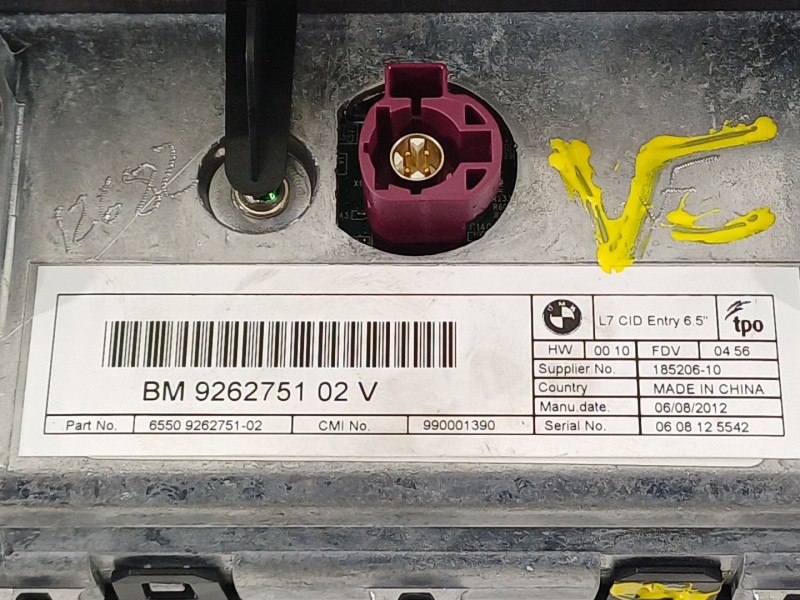 VC
BMW L7 CID Entry 6.5" tpo
HW 00 10 FDV 04 56
Supplier No. 185206-10
BM 9262751 02 V
Country MADE IN CHINA
Manu.date. 06/08/2012
Part No. 6550 9262751-02 CMI No. 990001390 Serial No. 06 08 12 5542